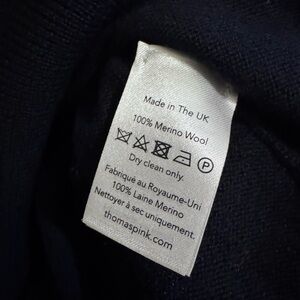 Made in The UK
100% Merino Wool
P
Dry clean only.
Fabriqué au Royaume-Uni
100% Laine Merino
Nettoyer à sec uniquement.
thomaspink.com